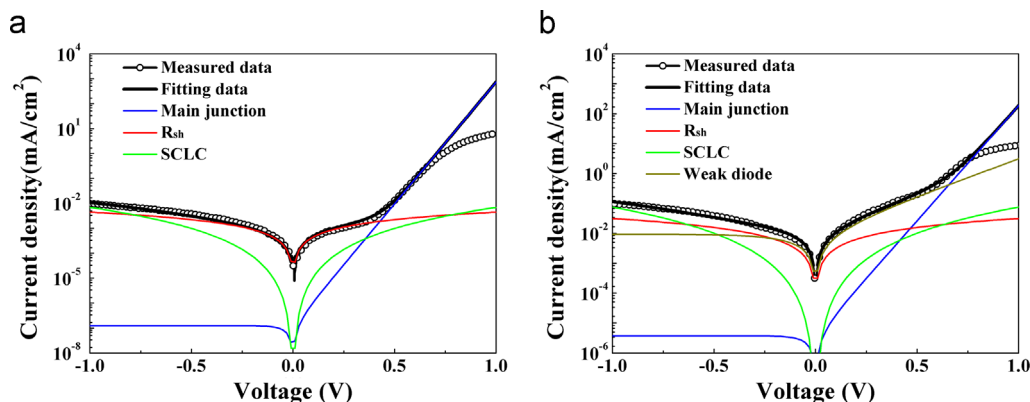 a
10^4
10^1
10^-2
10^-5
10^-8
Current density(mA/cm^2)
Measured data
Fitting data
Main junction
R_sh
SCLC
-1.0 -0.5 0.0 0.5 1.0
Voltage (V)
b
10^4
10^2
10^0
10^-2
10^-4
10^-6
Current density(mA/cm^2)
Measured data
Fitting data
Main junction
R_sh
SCLC
Weak diode
-1.0 -0.5 0.0 0.5 1.0
Voltage (V)